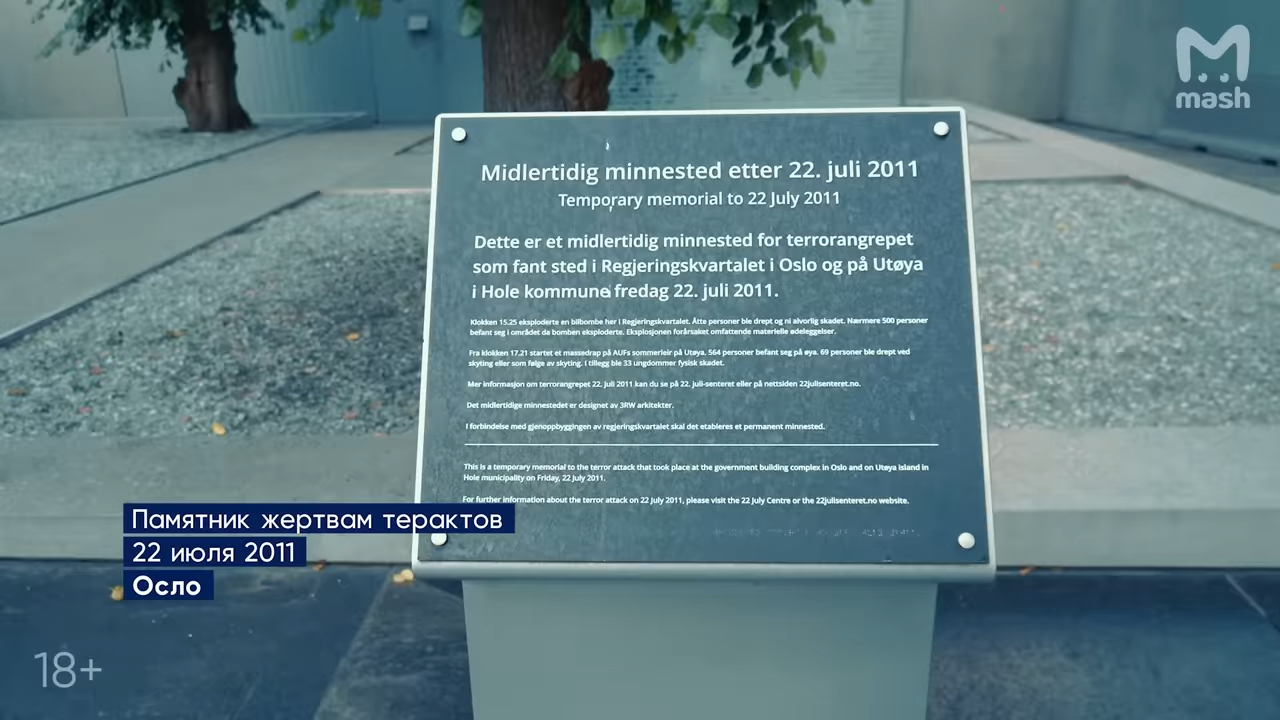 mash
Midlertidig minnested etter 22. juli 2011
Temporary memorial to 22 July 2011
Dette er et midlertidig minnested for terrorangrepet
som fant sted i Regjeringskvartalet i Oslo og på Utøya
i Hole kommune fredag 22. juli 2011.
Klokken 15.25 eksploderte en bilbombe her i Regjeringskvartalet. Åtte personer ble drept og ni alvorlig skadet. Nærmere 500 personer
befant seg i området da bomben eksploderte. Eksplosjonen forårsaket omfattende materielle ødeleggelser.
Fra klokken 17.21 startet et massedrap på AUFs sommerleir på Utøya. 564 personer befant seg på øya. 69 personer ble drept ved
skyting eller som følge av skyting. I tillegg ble 33 ungdommer fysisk skadet.
Mer informasjon om terrorangrepet 22. juli 2011 kan du se på 22. juli-senteret eller på nettsiden 22julisenteret.no.
Det midlertidige minnestedet er designet av 3RW arkitekter.
I forbindelse med gjenoppbyggingen av regjeringskvartalet skal det etableres et permanent minnested.
This is a temporary memorial to the terror attack that took place at the government building complex in Oslo and on Utøya island in
Hole municipality on Friday, 22 July 2011.
For further information about the terror attack on 22 July 2011, please visit the 22 July Centre or the 22julisenteret.no website.
Памятник жертвам терактов
22 июля 2011
Осло
18+